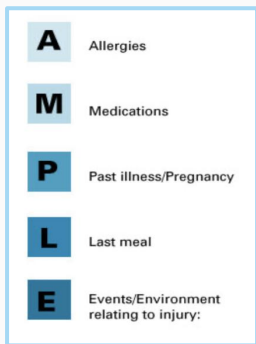 A Allergies
M Medications
P Past illness/Pregnancy
L Last meal
E Events/Environment
relating to injury: